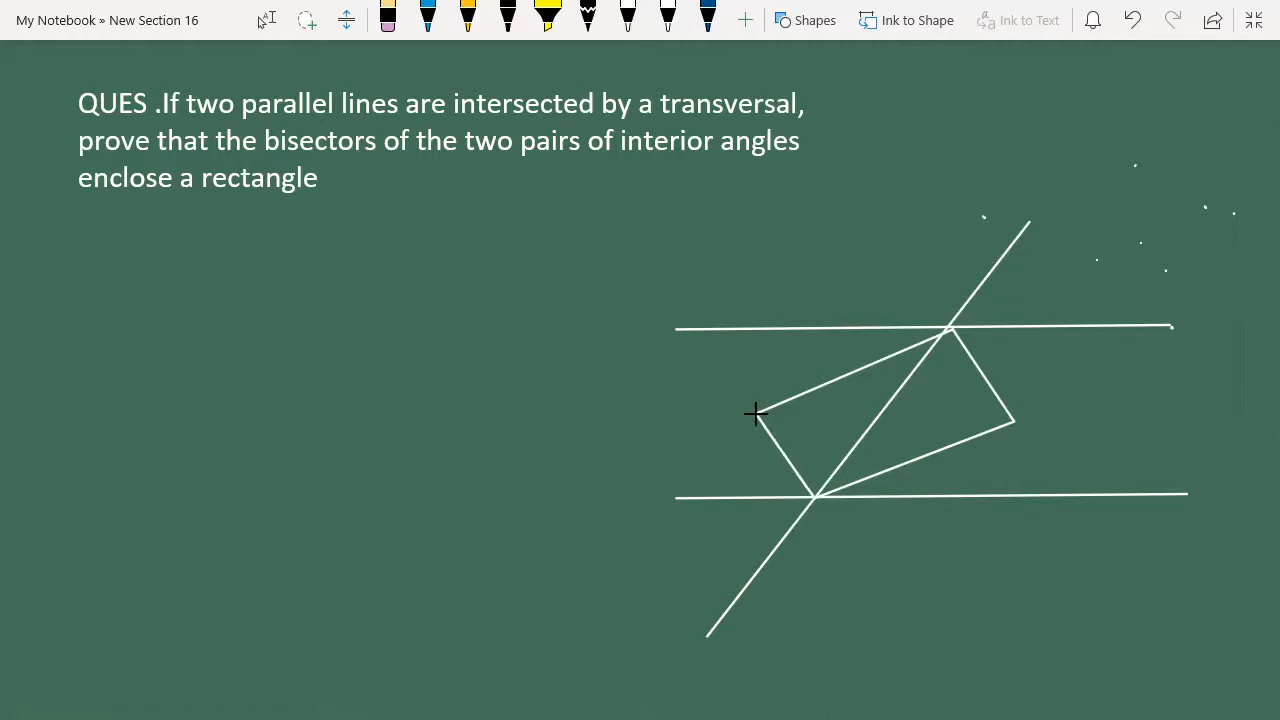 My Notebook » New Section 16
Shapes
Ink to Shape
Ink to Text
QUES .If two parallel lines are intersected by a transversal,
prove that the bisectors of the two pairs of interior angles
enclose a rectangle